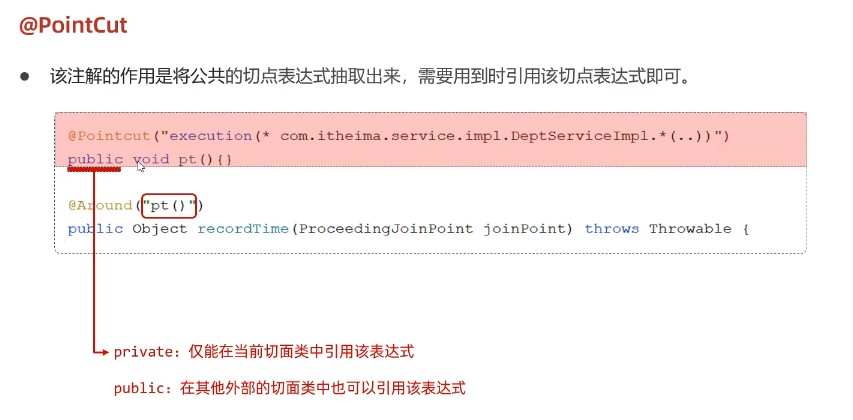 @PointCut
● 该注解的作用是将公共的切点表达式抽取出来，需要用到时引用该切点表达式即可。
@Pointcut("execution(* com.itheima.service.impl.DeptServiceImpl.*(..))")
public void pt(){}
@Around("pt()")
public Object recordTime(ProceedingJoinPoint joinPoint) throws Throwable {
private：仅能在当前切面类中引用该表达式
public：在其他外部的切面类中也可以引用该表达式